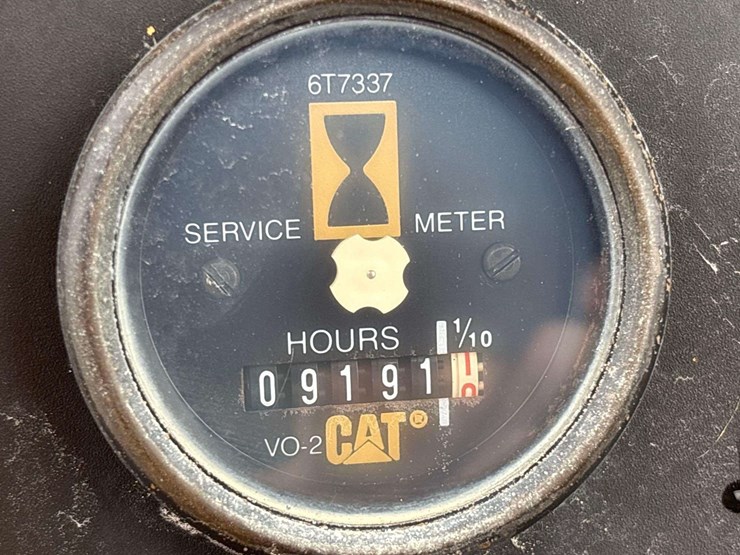 6T7337
SERVICE METER
HOURS 1/10
09191
VO-2 CAT®